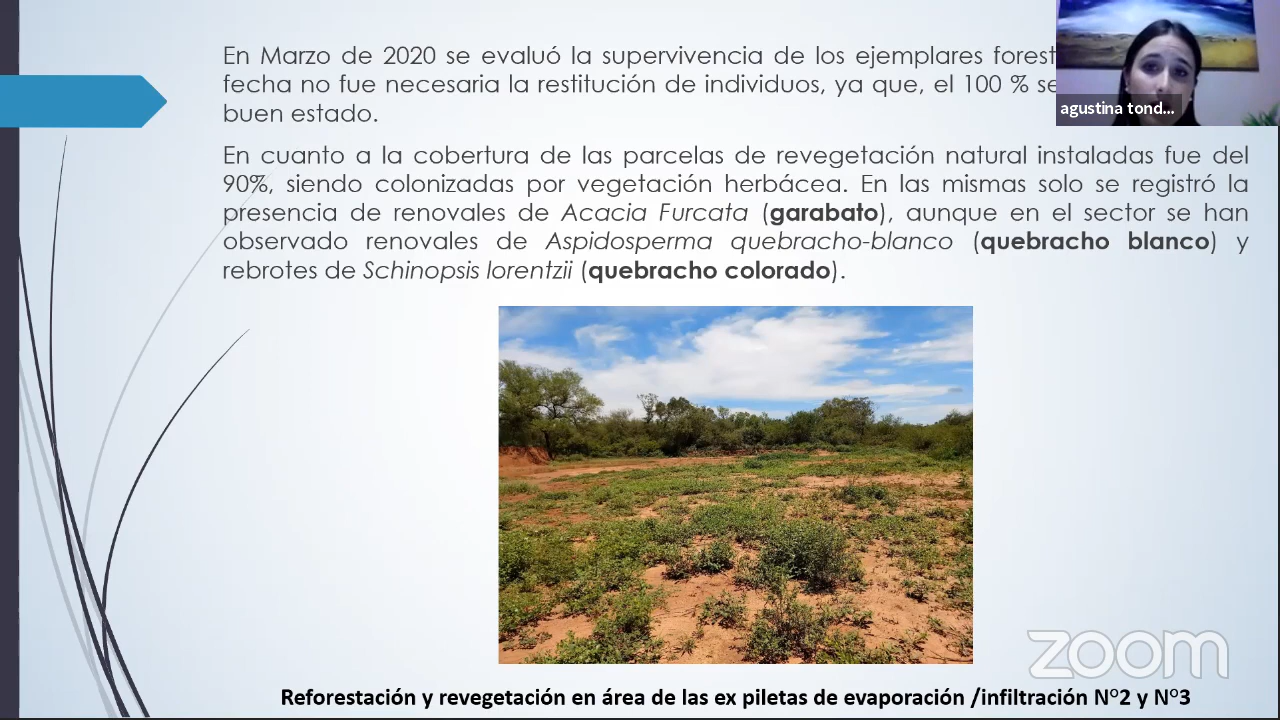 En Marzo de 2020 se evaluó la supervivencia de los ejemplares
fecha no fue necesaria la restitución de individuos, ya que, el 100 %
buen estado.
En cuanto a la cobertura de las parcelas de revegetación natural instaladas fue del
90%, siendo colonizadas por vegetación herbácea. En las mismas solo se registró la
presencia de renovales de Acacia Furcata (garabato), aunque en el sector se han
observado renovales de Aspidosperma quebracho-blanco (quebracho blanco) y
rebrotes de Schinopsis lorentzii (quebracho colorado).
agustina tond...
zoom
Reforestación y revegetación en área de las ex piletas de evaporación /infiltración N°2 y N°3